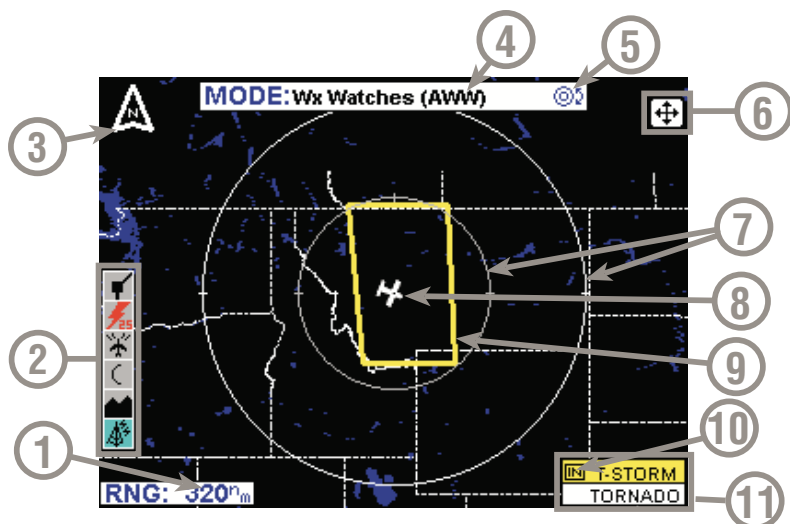 4
5
MODE: Wx Watches (AWW)
N
6
3
7
8
25
2
9
10
1
RNG: 320nm
IN T-STORM
TORNADO
11